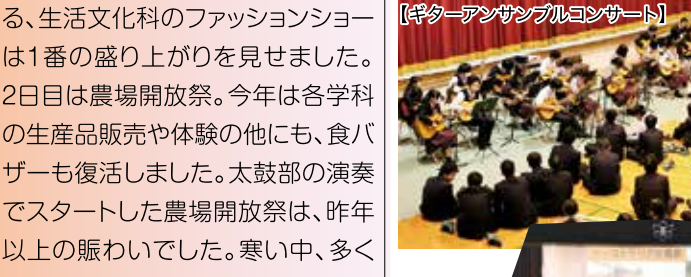 る、生活文化科のファッションショー
は1番の盛り上がりを見せました。
2日目は農場開放祭。今年は各学科
の生産品販売や体験の他にも、食バ
ザーも復活しました。太鼓部の演奏
でスタートした農場開放祭は、昨年
以上の賑わいでした。寒い中、多く
【ギターアンサンブルコンサート】